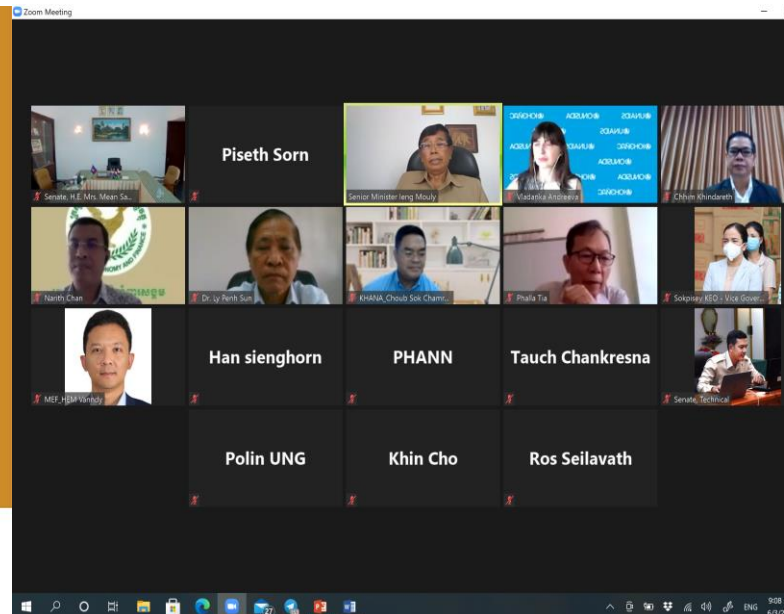 Zoom Meeting
Senate, H.E. Mrs. Mean Sa...
Piseth Sorn
Senior Minister Ieng Mouly
Vladanka Andreeva
Chhim Khindareth
Narith Chan
Dr. Ly Penh Sun
KHANA_Choub Sok Chamr...
Phalla Tia
Sokpisey KEO - Vice Gover...
MEF_HEM Vanndy
Han sienghorn
PHANN
Tauch Chankresna
Senate, Technical
Polin UNG
Khin Cho
Ros Seilavath
27
ENG
9:08